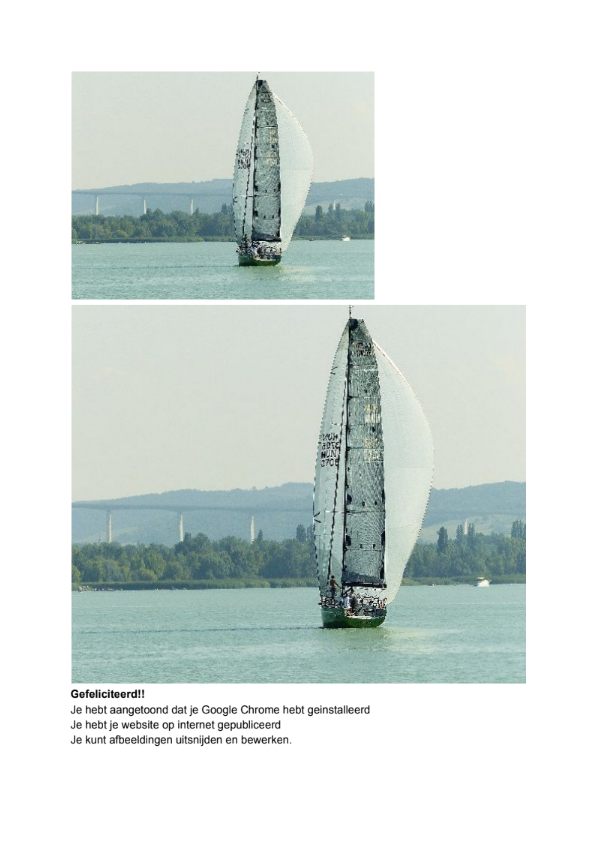 HUN
Gefeliciteerd!!
Je hebt aangetoond dat je Google Chrome hebt geinstalleerd
Je hebt je website op internet gepubliceerd
Je kunt afbeeldingen uitsnijden en bewerken.